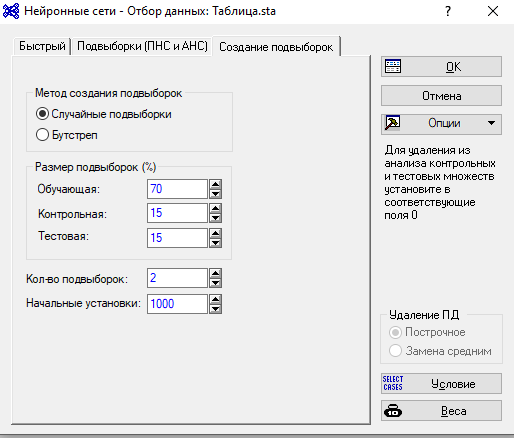 Нейронные сети - Отбор данных: Таблица.sta
?
Быстрый
Подвыборки (ПНС и АНС)
Создание подвыборок
Метод создания подвыборок
Случайные подвыборки
Бутстреп
Размер подвыборок (%)
Обучающая: 70
Контрольная: 15
Тестовая: 15
Кол-во подвыборок: 2
Начальные установки: 1000
OK
Отмена
Опции
Для удаления из
анализа контрольных
и тестовых множеств
установите в
соответствующие
поля 0
Удаление ПД
Построчное
Замена средним
SELECT
CASES
Условие
Веса